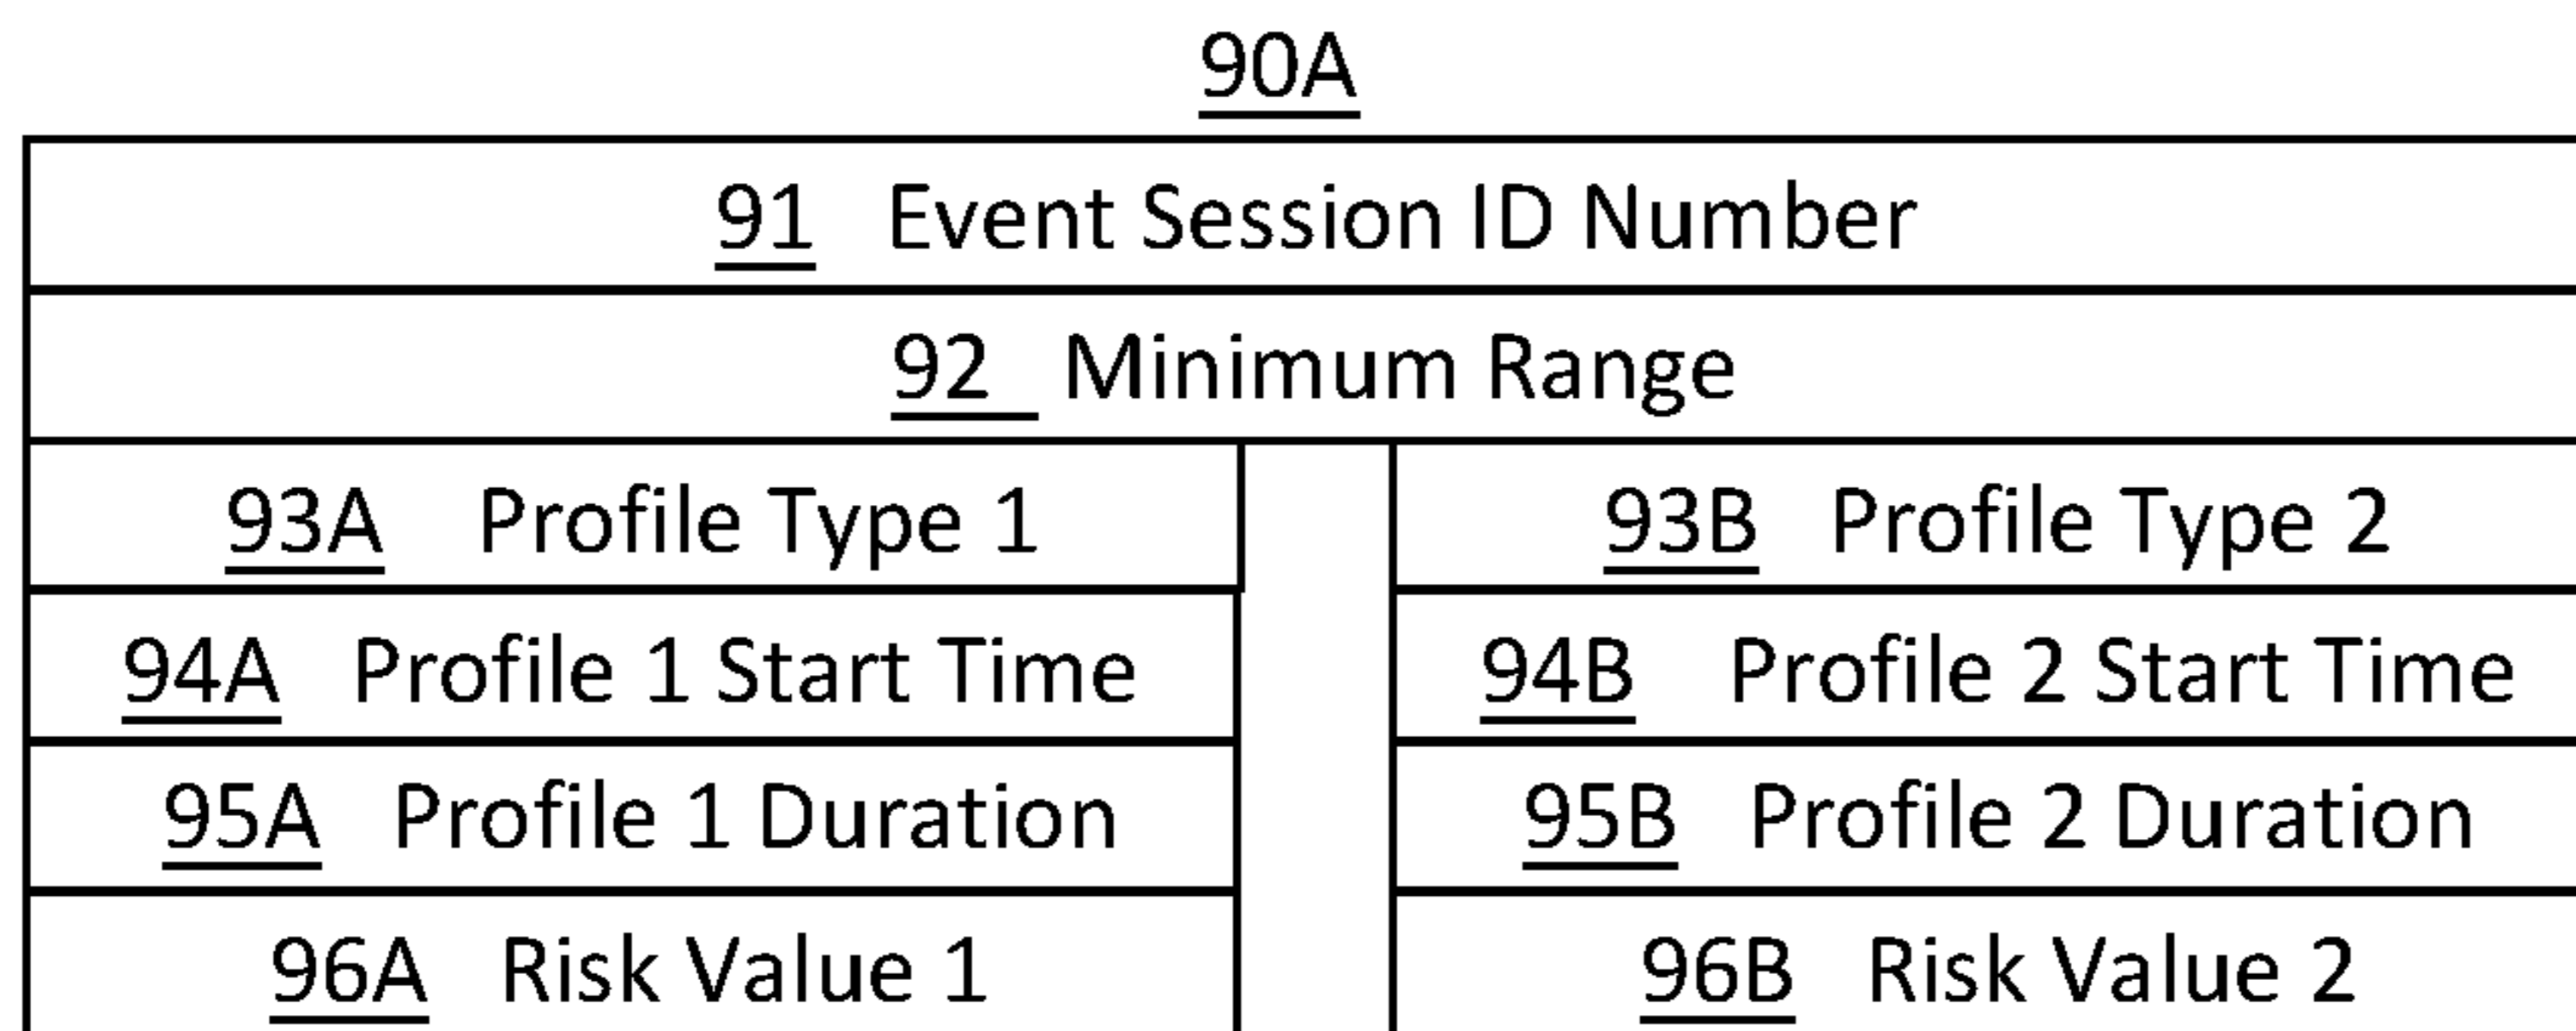 90A
91 Event Session ID Number
92 Minimum Range
93A Profile Type 1
93B Profile Type 2
94A Profile 1 Start Time
94B Profile 2 Start Time
95A Profile 1 Duration
95B Profile 2 Duration
96A Risk Value 1
96B Risk Value 2